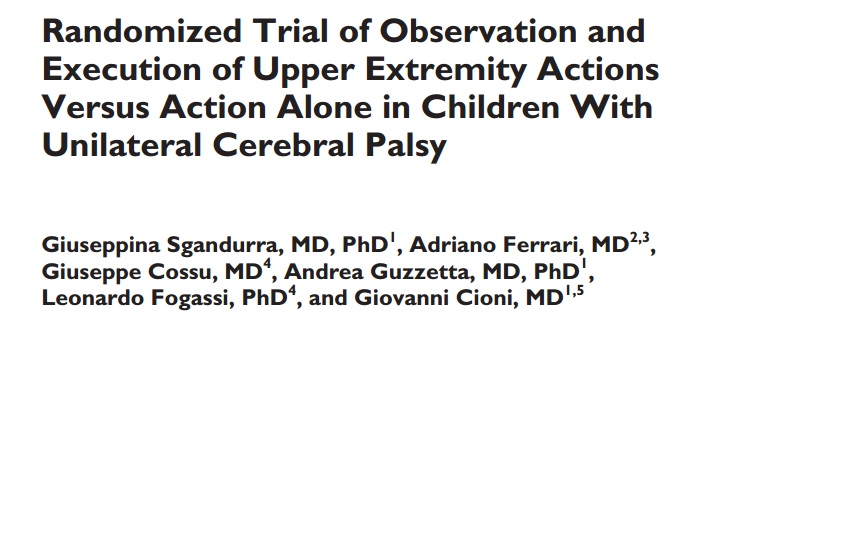 Randomized Trial of Observation and
Execution of Upper Extremity Actions
Versus Action Alone in Children With
Unilateral Cerebral Palsy
Giuseppina Sgandurra, MD, PhD1, Adriano Ferrari, MD2,3,
Giuseppe Cossu, MD4, Andrea Guzzetta, MD, PhD1,
Leonardo Fogassi, PhD4, and Giovanni Cioni, MD1,5